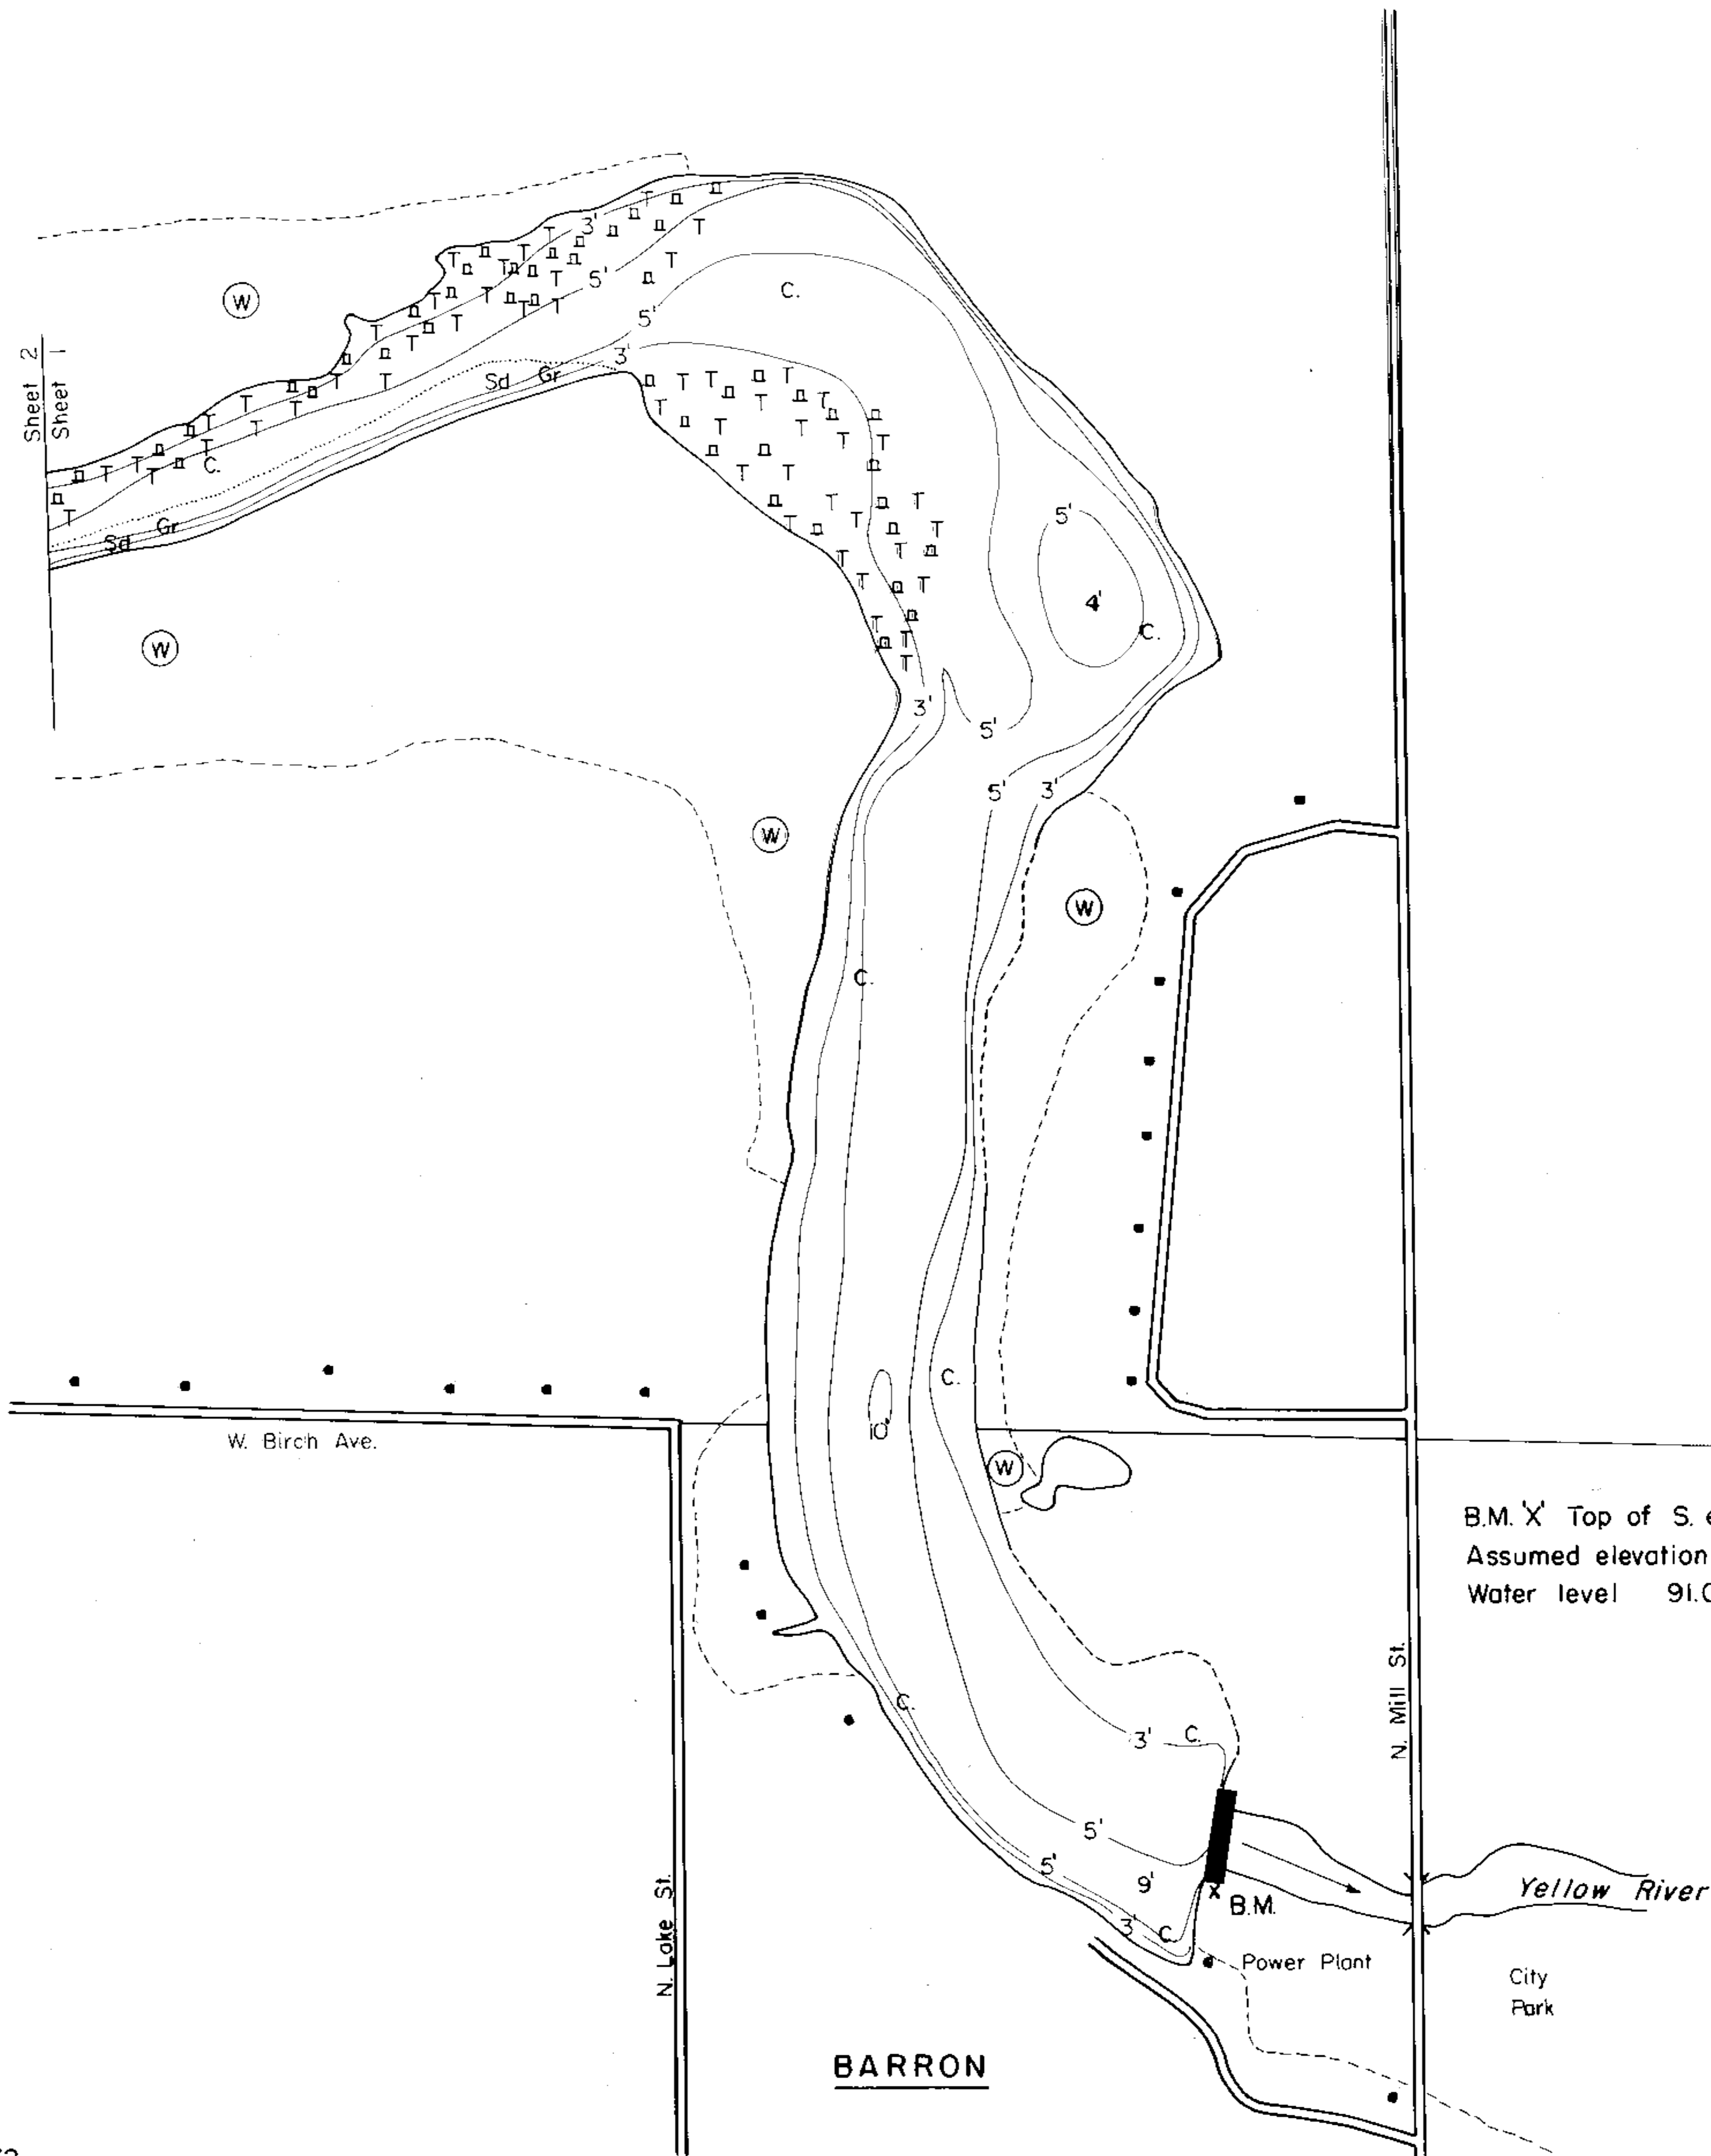 3'
5'
C.
5'
3'
Sheet 2
Sheet 1
W
Sd Gr
C.
Gr
Sd
5'
4'
C.
W
3'
5'
5' 3'
W
W
C.
C.
10'
W. Birch Ave.
W
B.M. 'X' Top of S.
Assumed elevation
Water level 91.0
N. Mill St.
C.
3' C.
5'
5'
9'
X
B.M.
Yellow River
3' C.
N. Lake St.
Power Plant
City
Park
BARRON